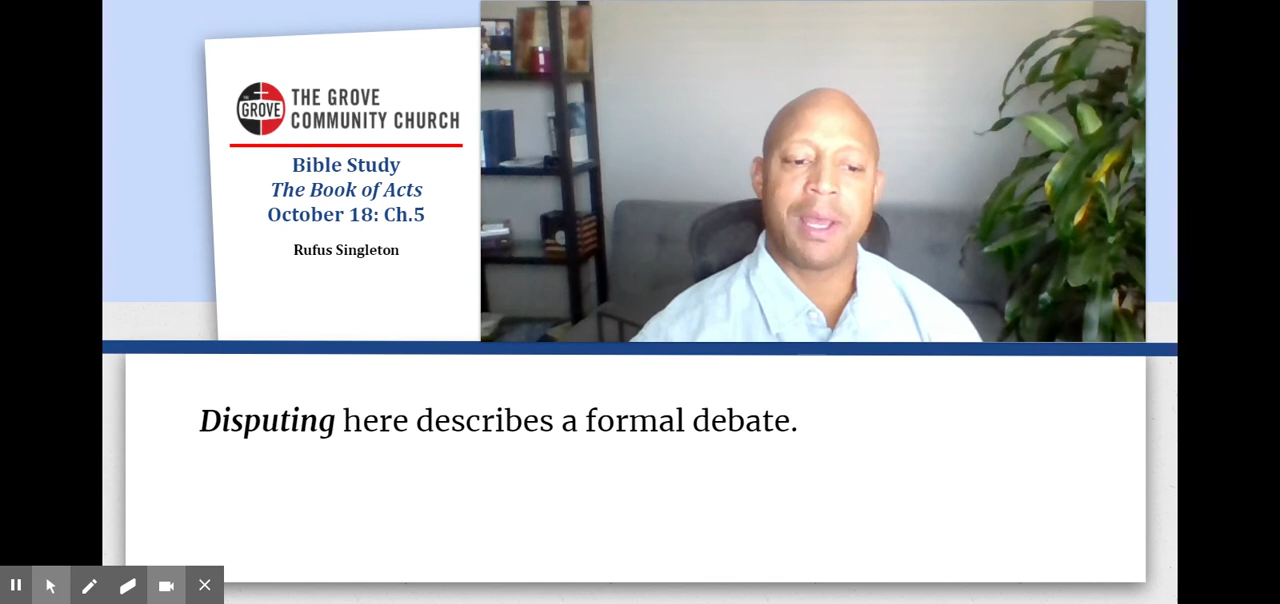 THE
GROVE
THE GROVE
COMMUNITY CHURCH
Bible Study
The Book of Acts
October 18: Ch.5
Rufus Singleton
Disputing here describes a formal debate.